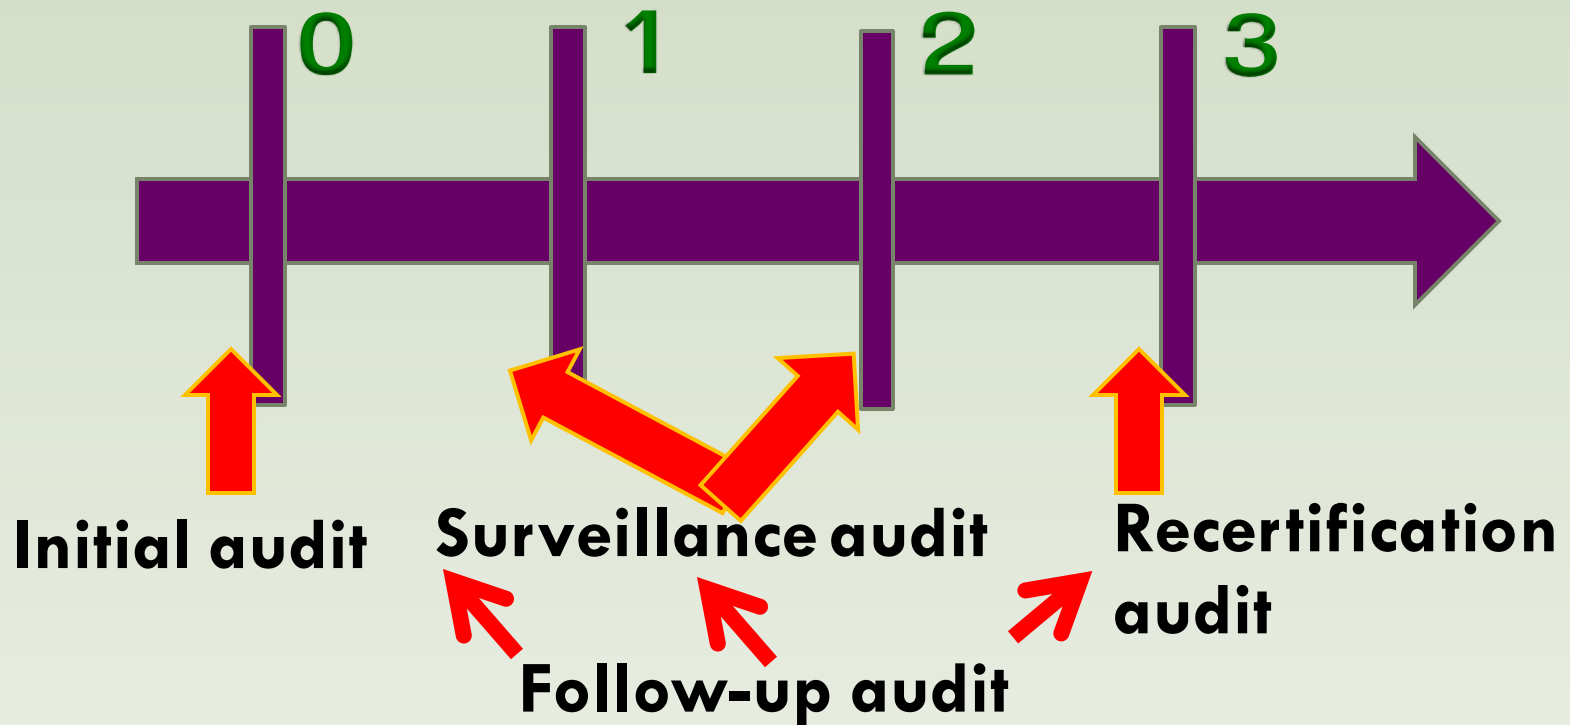 0 1 2 3
Initial audit
Surveillance audit
Recertification
audit
Follow-up audit